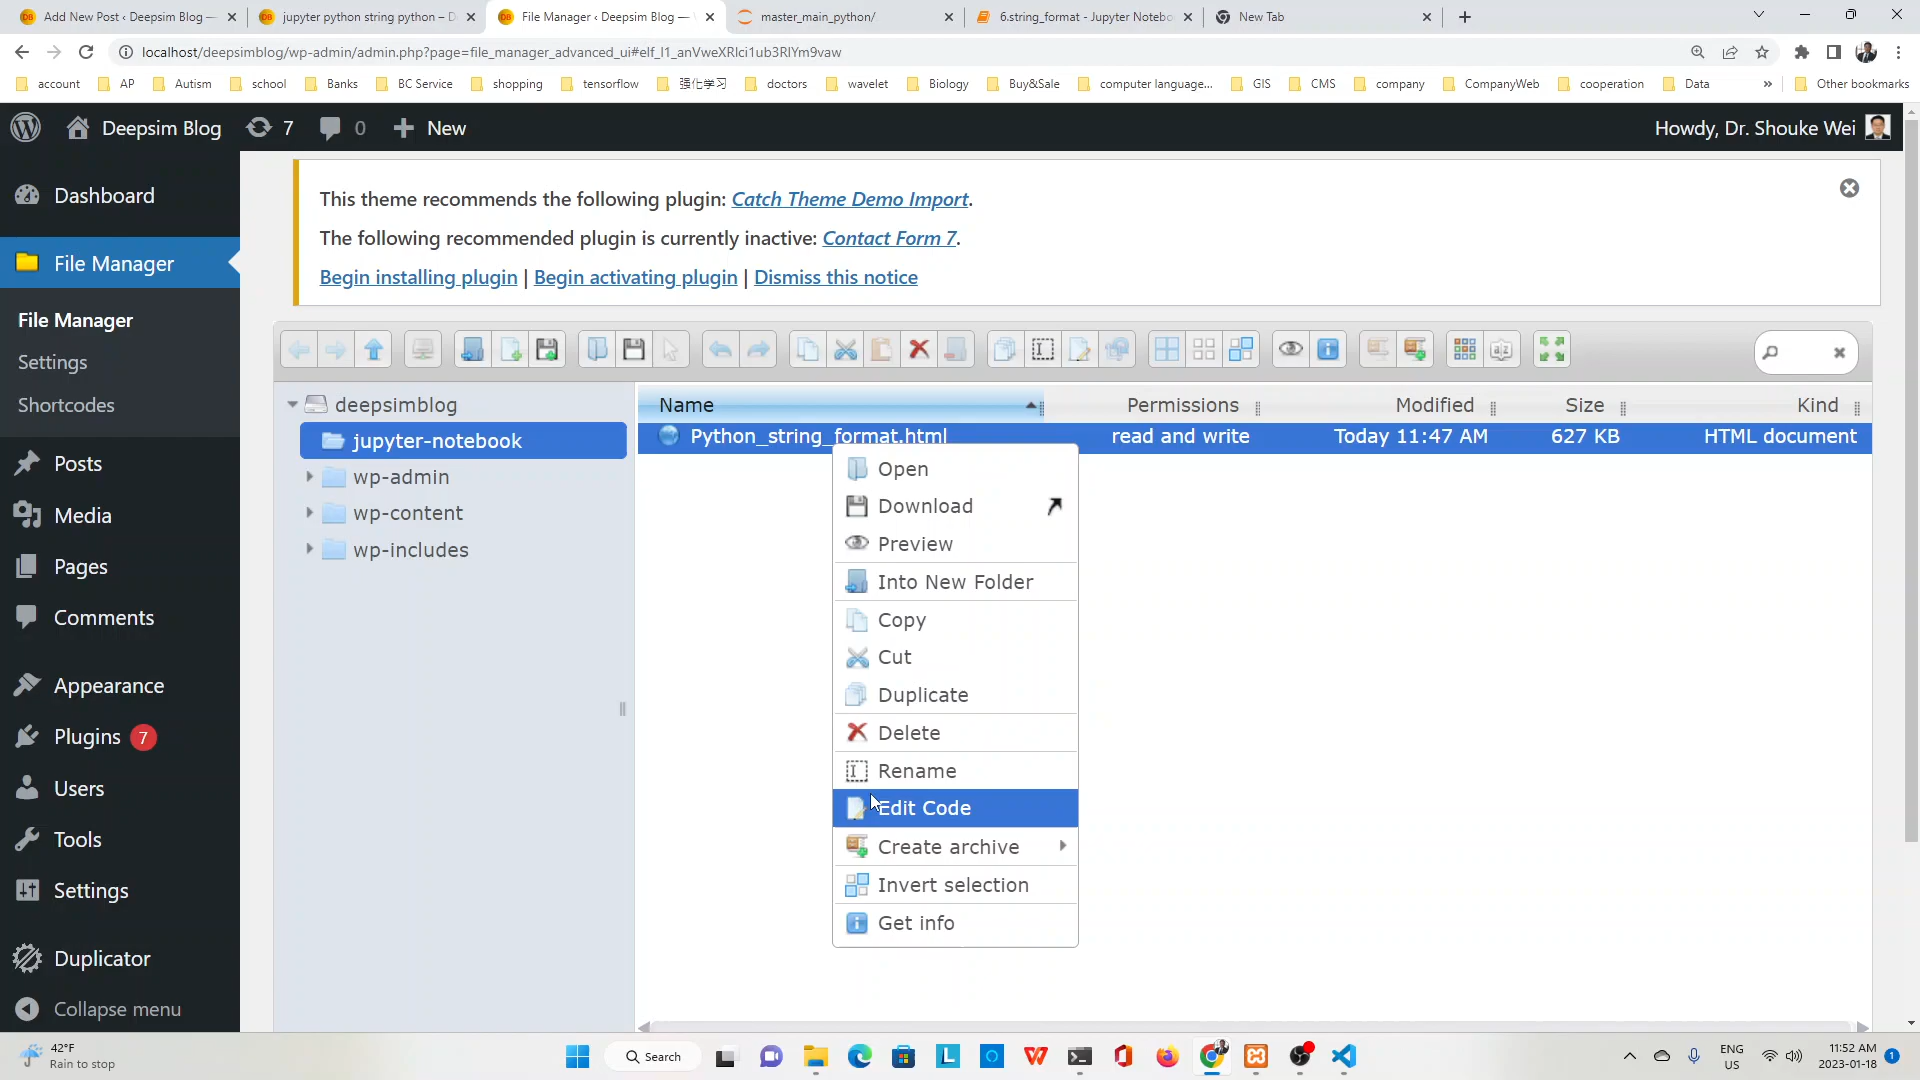 Add New Post ‹ Deepsim Blog —
jupyter python string python – D
File Manager ‹ Deepsim Blog —
master_main_python/
6.string_format - Jupyter Notebo
New Tab
localhost/deepsimblog/wp-admin/admin.php?page=file_manager_advanced_ui#elf_l1_anVweXRlci1ub3RlYm9vaw
account
AP
Autism
school
Banks
BC Service
shopping
tensorflow
强化学习
doctors
wavelet
Biology
Buy&Sale
computer language...
GIS
CMS
company
CompanyWeb
cooperation
Data
»
Other bookmarks
Deepsim Blog
7
0
New
Howdy, Dr. Shouke Wei
Dashboard
File Manager
File Manager
Settings
Shortcodes
Posts
Media
Pages
Comments
Appearance
Plugins 7
Users
Tools
Settings
Duplicator
Collapse menu
This theme recommends the following plugin: Catch Theme Demo Import.
The following recommended plugin is currently inactive: Contact Form 7.
Begin installing plugin | Begin activating plugin | Dismiss this notice
deepsimblog
jupyter-notebook
wp-admin
wp-content
wp-includes
Name Permissions Modified Size Kind
Python_string_format.html read and write Today 11:47 AM 627 KB HTML document
Open
Download
Preview
Into New Folder
Copy
Cut
Duplicate
Delete
Rename
Edit Code
Create archive
Invert selection
Get info
42°F
Rain to stop
Search
ENG
US
11:52 AM
2023-01-18
1